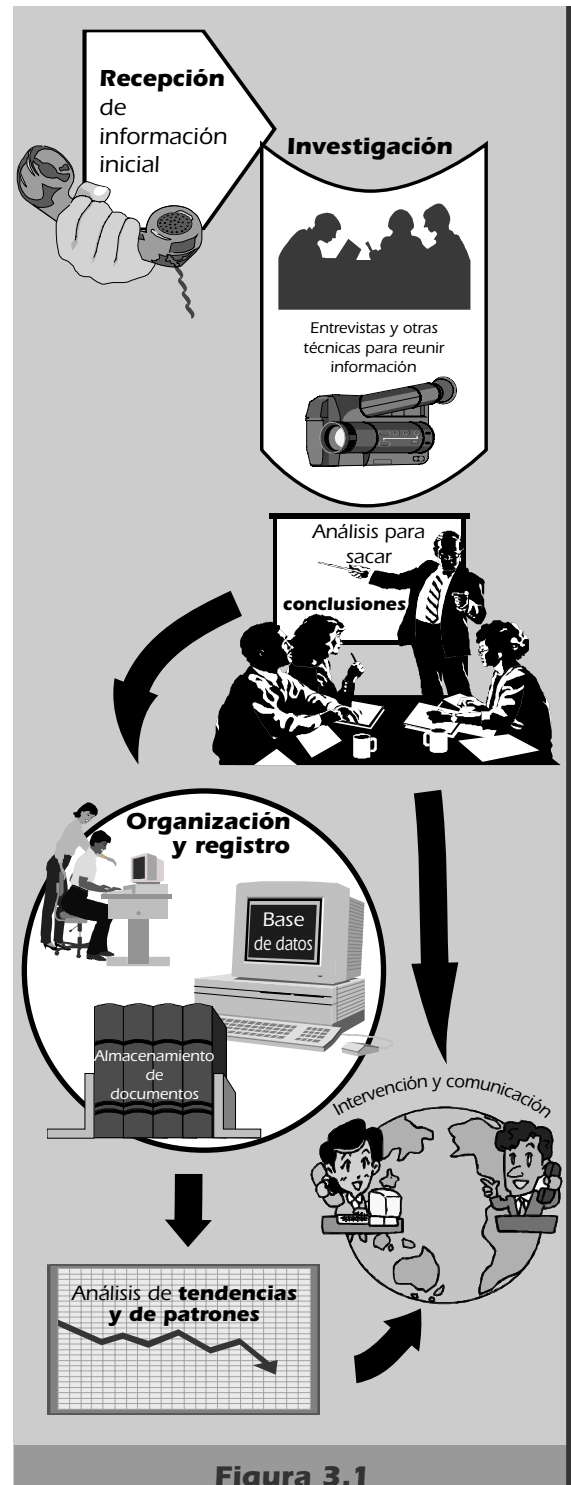 Recepción
de
información
inicial
Investigación
Entrevistas y otras
técnicas para reunir
información
Análisis para
sacar
conclusiones
Organización
y registro
Base
de datos
Almacenamiento
de
documentos
Intervención y comunicación
Análisis de tendencias
y de patrones
Figura 3.1